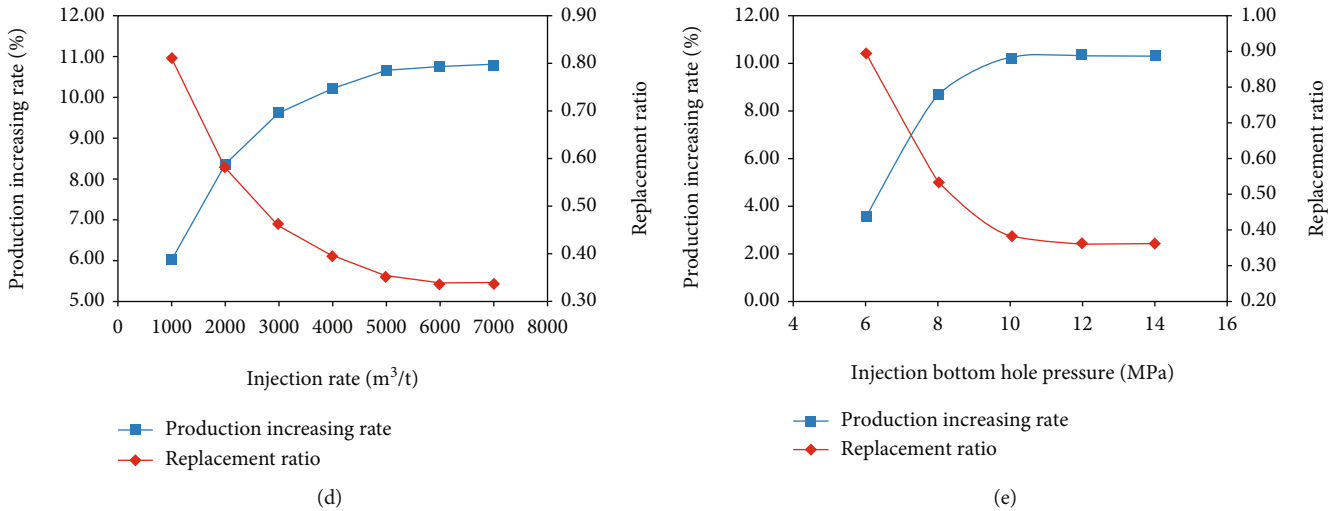 Production increasing rate (%)
12.00
11.00
10.00
9.00
8.00
7.00
6.00
5.00
0 1000 2000 3000 4000 5000 6000 7000 8000
0.90
0.80
0.70
0.60
0.50
0.40
0.30
Replacement ratio
Injection rate (m³/t)
Production increasing rate
Replacement ratio
(d)
Production increasing rate (%)
12.00
10.00
8.00
6.00
4.00
2.00
0.00
4 6 8 10 12 14 16
1.00
0.90
0.80
0.70
0.60
0.50
0.40
0.30
0.20
Replacement ratio
Injection bottom hole pressure (MPa)
Production increasing rate
Replacement ratio
(e)